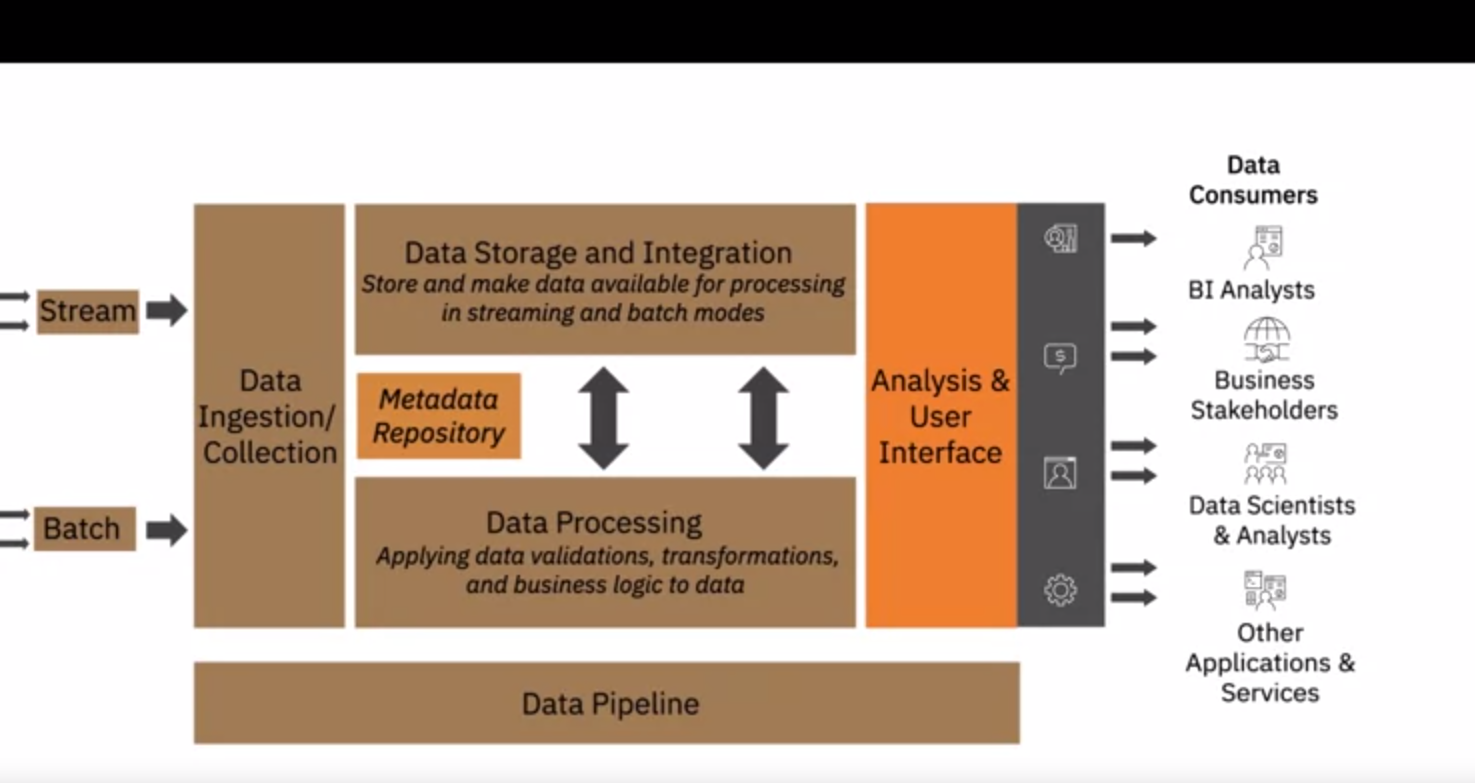 Data
Consumers
BI Analysts
Business
Stakeholders
Data Scientists
& Analysts
Other
Applications &
Services
Stream
Batch
Data
Ingestion/
Collection
Data Storage and Integration
Store and make data available for processing
in streaming and batch modes
Metadata
Repository
Data Processing
Applying data validations, transformations,
and business logic to data
Analysis &
User
Interface
$
Data Pipeline